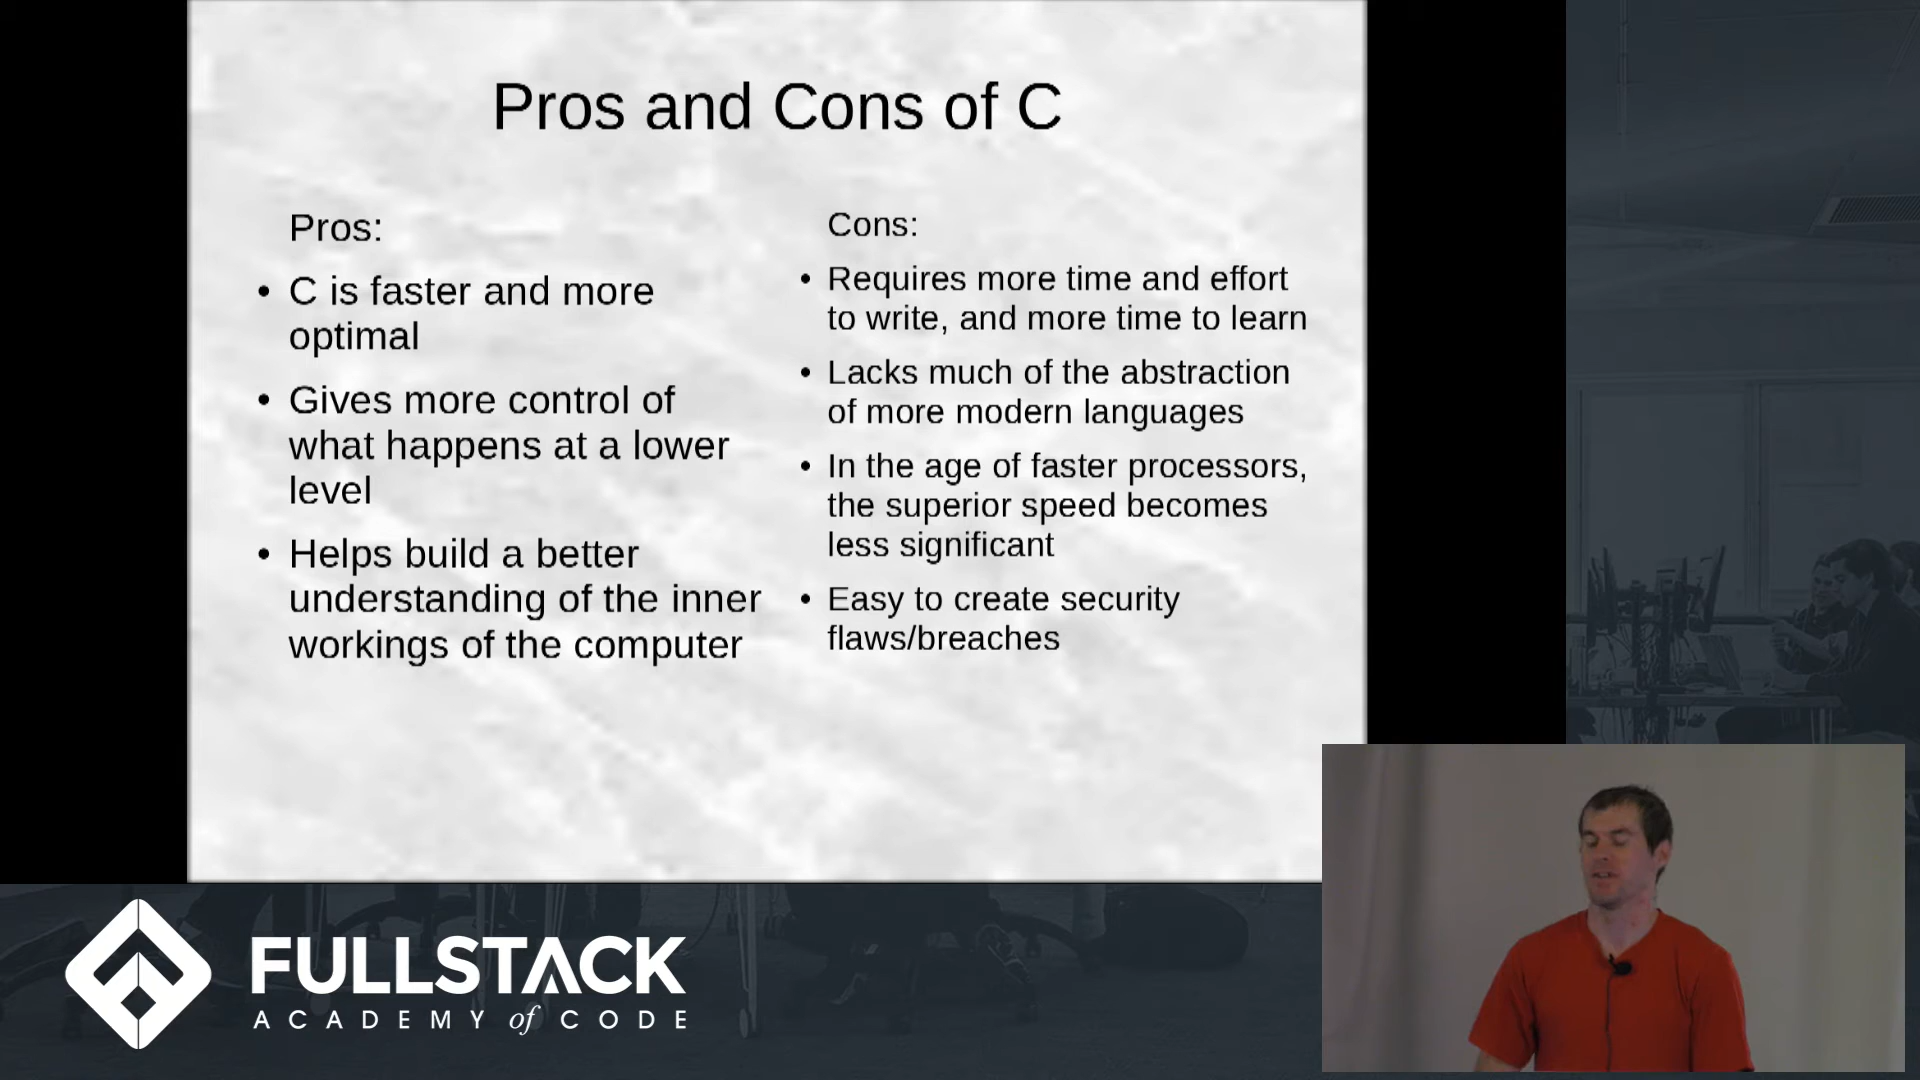 Pros and Cons of C
Pros:
• C is faster and more
optimal
• Gives more control of
what happens at a lower
level
• Helps build a better
understanding of the inner
workings of the computer
Cons:
• Requires more time and effort
to write, and more time to learn
• Lacks much of the abstraction
of more modern languages
• In the age of faster processors,
the superior speed becomes
less significant
• Easy to create security
flaws/breaches
FULLSTACK
ACADEMY of CODE